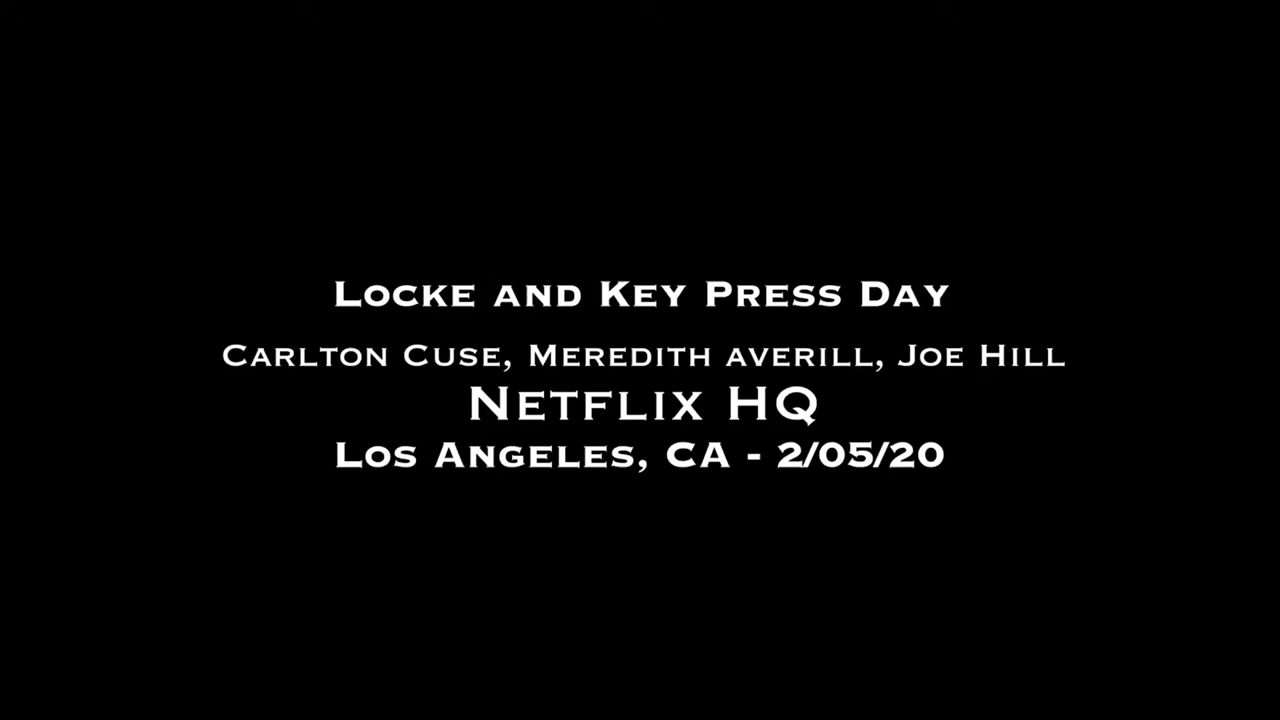 Locke and Key Press Day
Carlton Cuse, Meredith averill, Joe Hill
Netflix HQ
Los Angeles, CA - 2/05/20